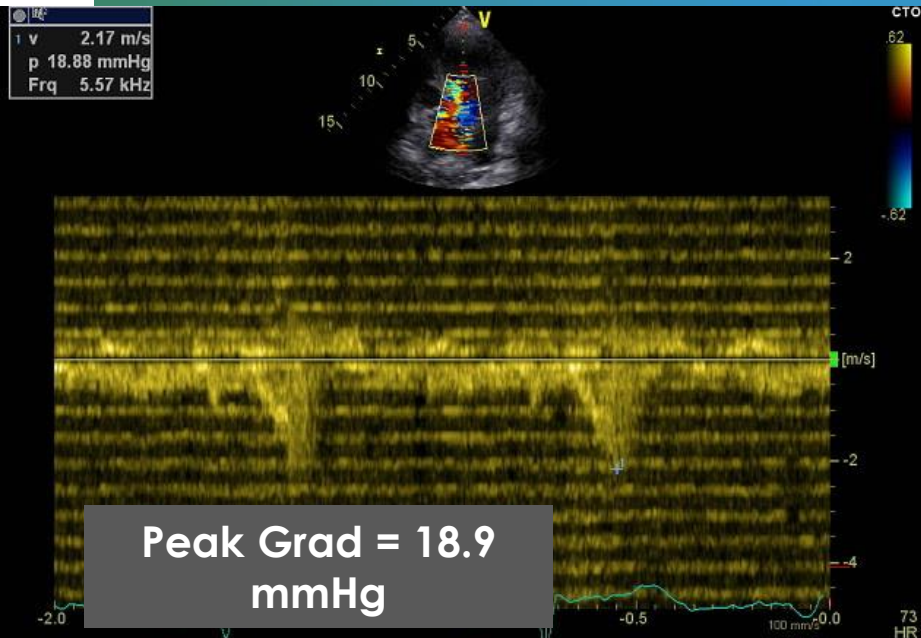 1 v 2.17 m/s
p 18.88 mmHg
Frq 5.57 kHz
V
5
10
15
CTO
.62
-.62
2
[m/s]
-2
-4
Peak Grad = 18.9
mmHg
-2.0
-0.5
0.0
100 mm/s
73
HR